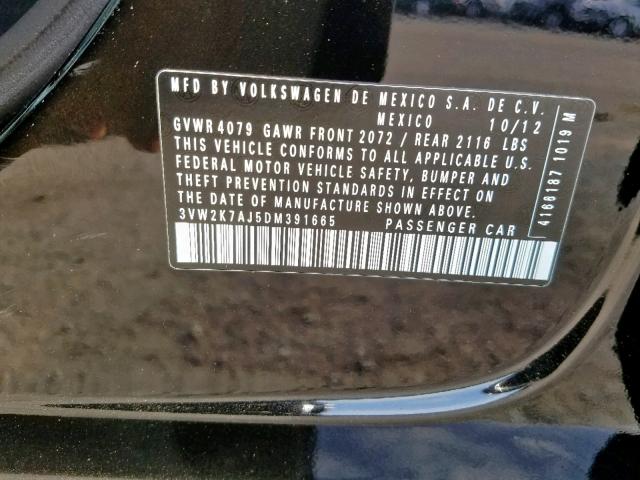 MFD BY VOLKSWAGEN DE MEXICO S.A. DE C.V.
MEXICO 10/12
GVWR 4079 GAWR FRONT 2072 / REAR 2116 LBS
THIS VEHICLE CONFORMS TO ALL APPLICABLE U.S.
FEDERAL MOTOR VEHICLE SAFETY, BUMPER AND
THEFT PREVENTION STANDARDS IN EFFECT ON
THE DATE OF MANUFACTURE SHOWN ABOVE.
3VW2K7AJ5DM391665 PASSENGER CAR
4166187 1019 M